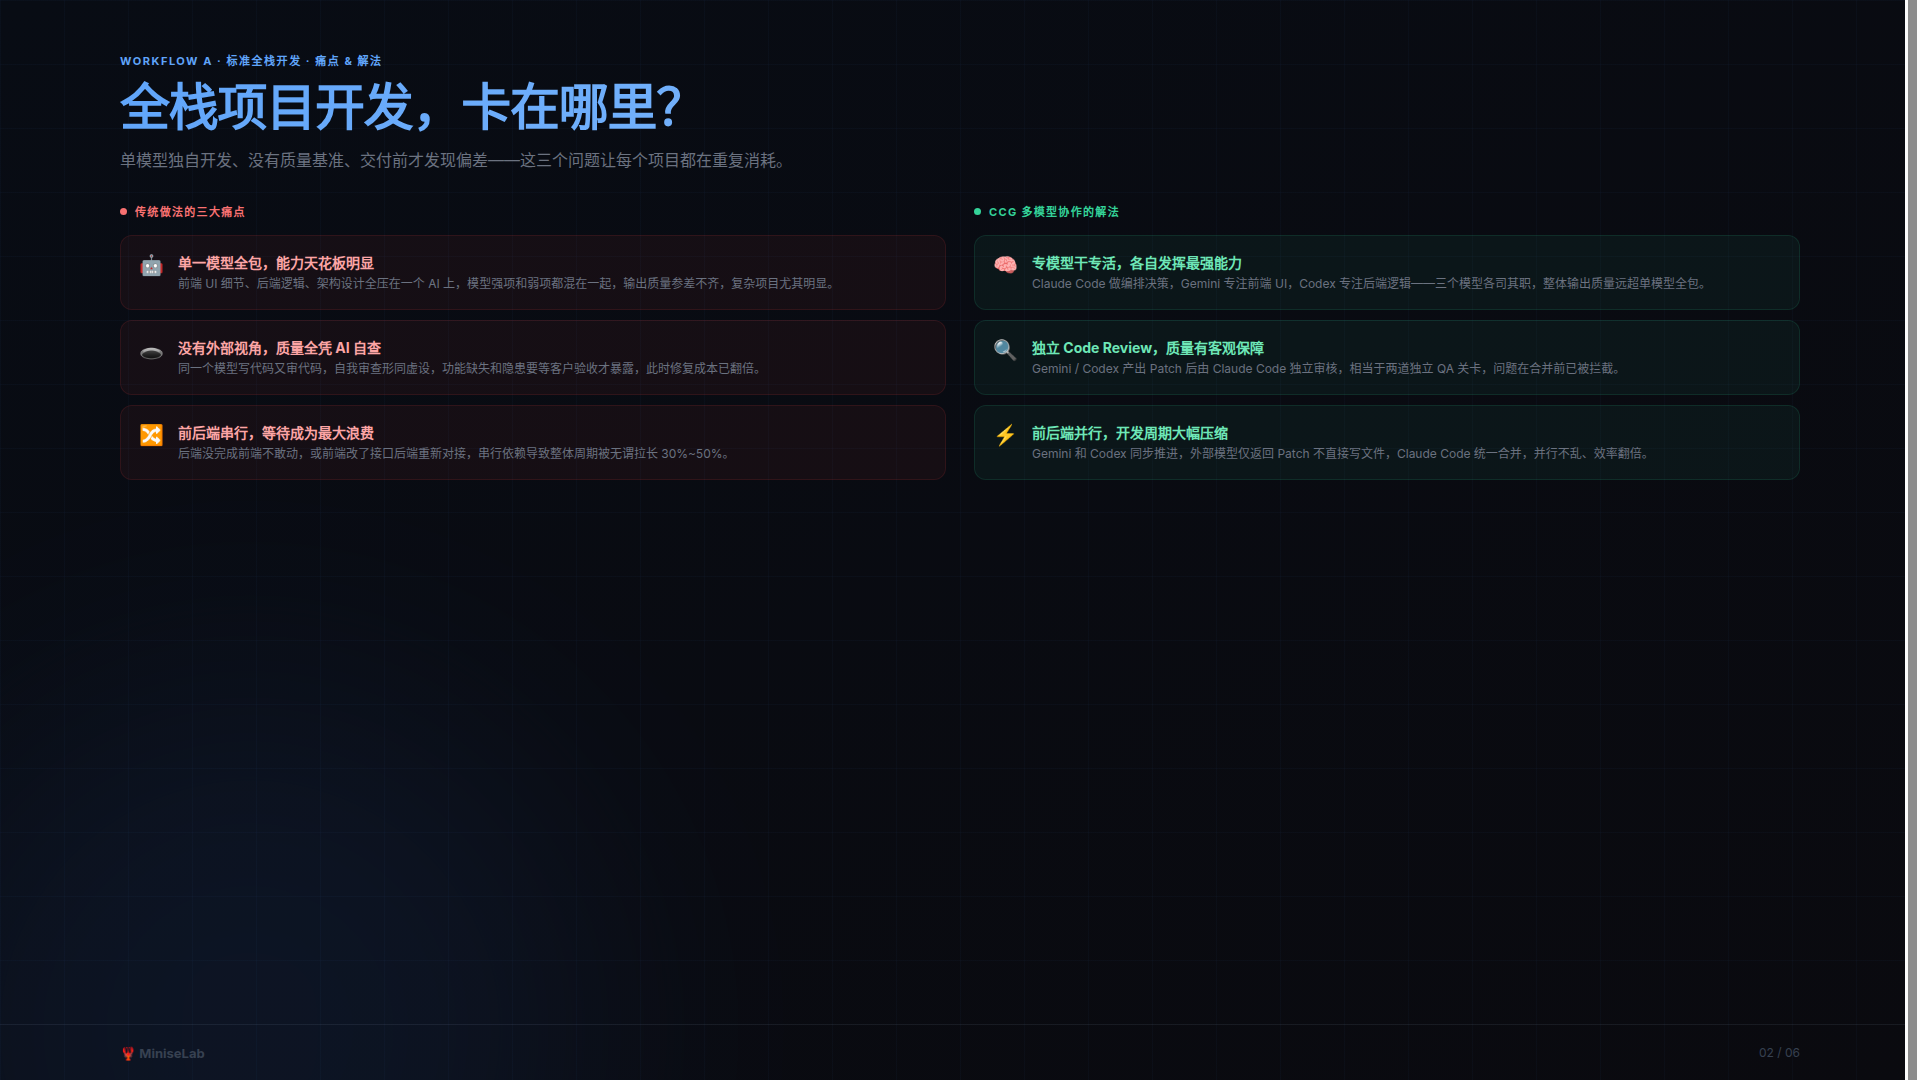 WORKFLOW A · 标准全栈开发 · 痛点 & 解法
全栈项目开发，卡在哪里？
单模型独自开发、没有质量基准、交付前才发现偏差——这三个问题让每个项目都在重复消耗。
传统做法的三大痛点
单一模型全包，能力天花板明显
前端 UI 细节、后端逻辑、架构设计全压在一个 AI 上，模型强项和弱项都混在一起，输出质量参差不齐，复杂项目尤其明显。
没有外部视角，质量全凭 AI 自查
同一个模型写代码又审代码，自我审查形同虚设，功能缺失和隐患要等客户验收才暴露，此时修复成本已翻倍。
前后端串行，等待成为最大浪费
后端没完成前端不敢动，或前端改了接口后端重新对接，串行依赖导致整体周期被无谓拉长 30%~50%。
CCG 多模型协作的解法
专模型干专活，各自发挥最强能力
Claude Code 做编排决策，Gemini 专注前端 UI，Codex 专注后端逻辑——三个模型各司其职，整体输出质量远超单模型全包。
独立 Code Review，质量有客观保障
Gemini / Codex 产出 Patch 后由 Claude Code 独立审核，相当于两道独立 QA 关卡，问题在合并前已被拦截。
前后端并行，开发周期大幅压缩
Gemini 和 Codex 同步推进，外部模型仅返回 Patch 不直接写文件，Claude Code 统一合并，并行不乱、效率翻倍。
MiniseLab
02 / 06